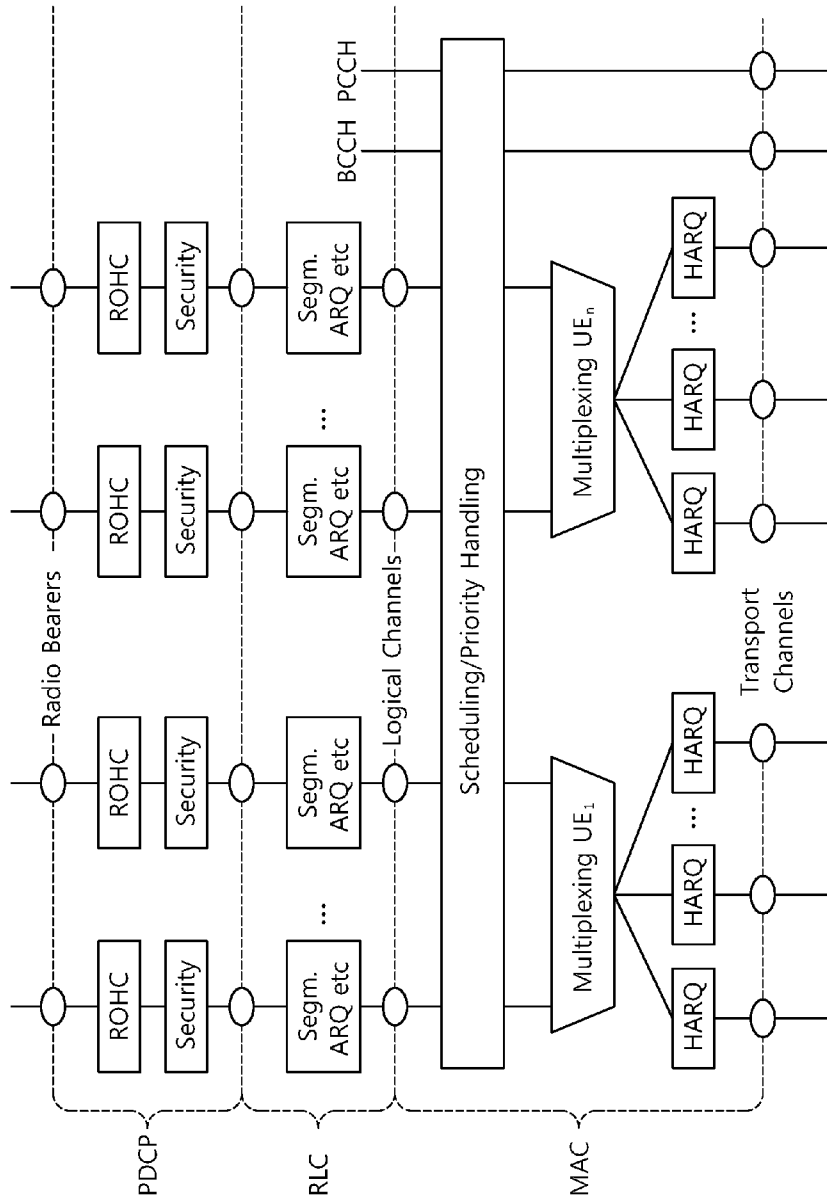 Radio Bearers
PDCP
ROHC
ROHC
ROHC
ROHC
Security
Security
Security
Security
RLC
Segm.
ARQ etc
...
Segm.
ARQ etc
Segm.
ARQ etc
...
Segm.
ARQ etc
BCCH
PCCH
Logical Channels
MAC
Scheduling/Priority Handling
Multiplexing UE₁
Multiplexing UEₙ
HARQ
HARQ
...
HARQ
HARQ
HARQ
...
HARQ
Transport
Channels